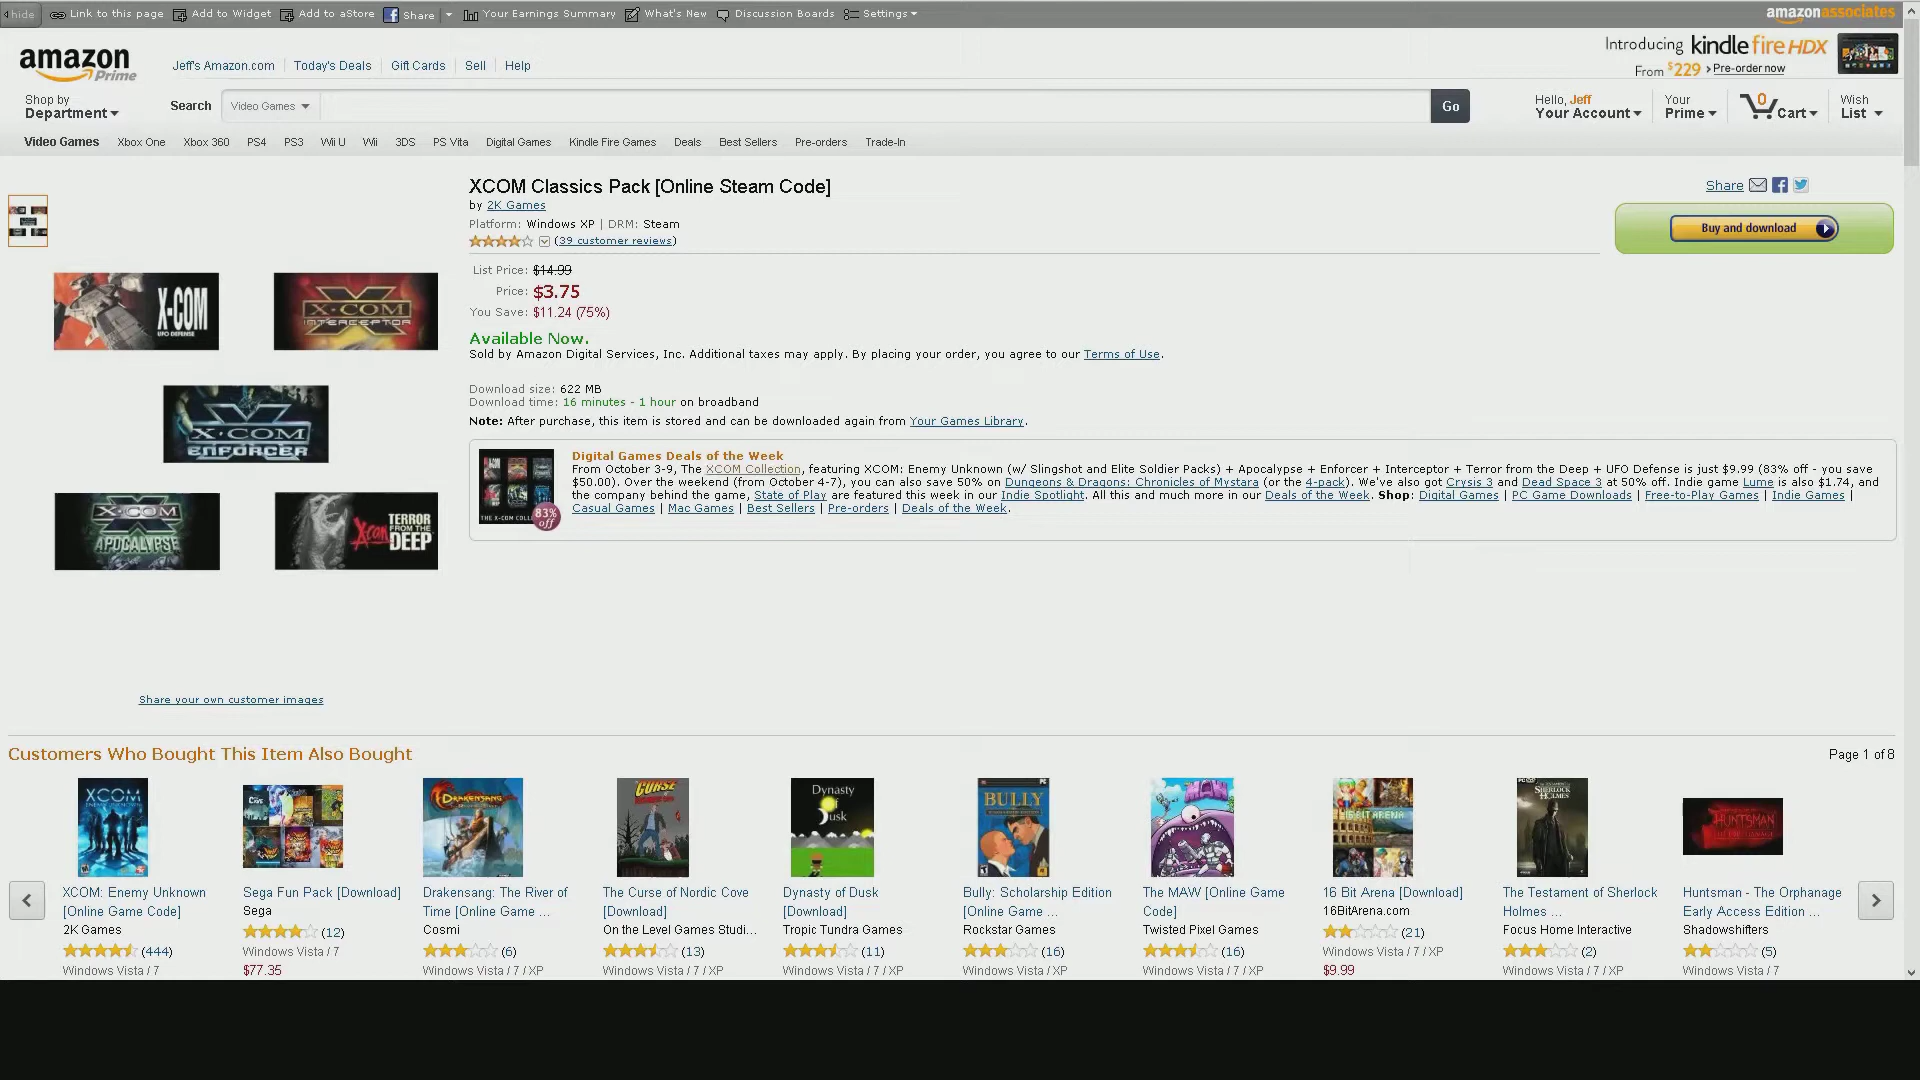 hide Link to this page Add to Widget Add to aStore Share Your Earnings Summary What's New Discussion Boards Settings amazonassociates
amazon Prime
Jeff's Amazon.com Today's Deals Gift Cards Sell Help
Introducing kindle fire HDX
From $229 Pre-order now
Shop by Department
Search Video Games Go
Hello, Jeff Your Account
Your Prime
0 Cart
Wish List
Video Games Xbox One Xbox 360 PS4 PS3 Wii U Wii 3DS PS Vita Digital Games Kindle Fire Games Deals Best Sellers Pre-orders Trade-In
XCOM Classics Pack [Online Steam Code]
by 2K Games
Platform: Windows XP | DRM: Steam
(39 customer reviews)
Share
Buy and download
List Price: $14.99
Price: $3.75
You Save: $11.24 (75%)
Available Now.
Sold by Amazon Digital Services, Inc. Additional taxes may apply. By placing your order, you agree to our Terms of Use.
Download size: 622 MB
Download time: 16 minutes - 1 hour on broadband
Note: After purchase, this item is stored and can be downloaded again from Your Games Library.
X-COM UFO DEFENSE
X-COM INTERCEPTOR
X-COM ENFORCER
X-COM APOCALYPSE
Xcom TERROR FROM THE DEEP
83% off
Digital Games Deals of the Week
From October 3-9, The XCOM Collection, featuring XCOM: Enemy Unknown (w/ Slingshot and Elite Soldier Packs) + Apocalypse + Enforcer + Interceptor + Terror from the Deep + UFO Defense is just $9.99 (83% off - you save
$50.00). Over the weekend (from October 4-7), you can also save 50% on Dungeons & Dragons: Chronicles of Mystara (or the 4-pack). We've also got Crysis 3 and Dead Space 3 at 50% off. Indie game Lume is also $1.74, and
the company behind the game, State of Play are featured this week in our Indie Spotlight. All this and much more in our Deals of the Week. Shop: Digital Games | PC Game Downloads | Free-to-Play Games | Indie Games |
Casual Games | Mac Games | Best Sellers | Pre-orders | Deals of the Week.
Share your own customer images
Customers Who Bought This Item Also Bought
Page 1 of 8
XCOM: Enemy Unknown [Online Game Code]
2K Games
(444)
Windows Vista / 7
Sega Fun Pack [Download]
Sega
(12)
Windows Vista / 7
$77.35
Drakensang: The River of Time [Online Game ...
Cosmi
(6)
Windows Vista / 7 / XP
The Curse of Nordic Cove [Download]
On the Level Games Studi...
(13)
Windows Vista / 7 / XP
Dynasty of Dusk
Dynasty of Dusk [Download]
Tropic Tundra Games
(11)
Windows Vista / 7 / XP
BULLY
Bully: Scholarship Edition [Online Game ...
Rockstar Games
(16)
Windows Vista / XP
The MAW [Online Game Code]
Twisted Pixel Games
(16)
Windows Vista / 7 / XP
16 BIT ARENA
16 Bit Arena [Download]
16BitArena.com
(21)
Windows Vista / 7 / XP
$9.99
The Testament of Sherlock Holmes ...
Focus Home Interactive
(2)
Windows Vista / 7 / XP
HUNTSMAN
Huntsman - The Orphanage Early Access Edition ...
Shadowshifters
(5)
Windows Vista / 7